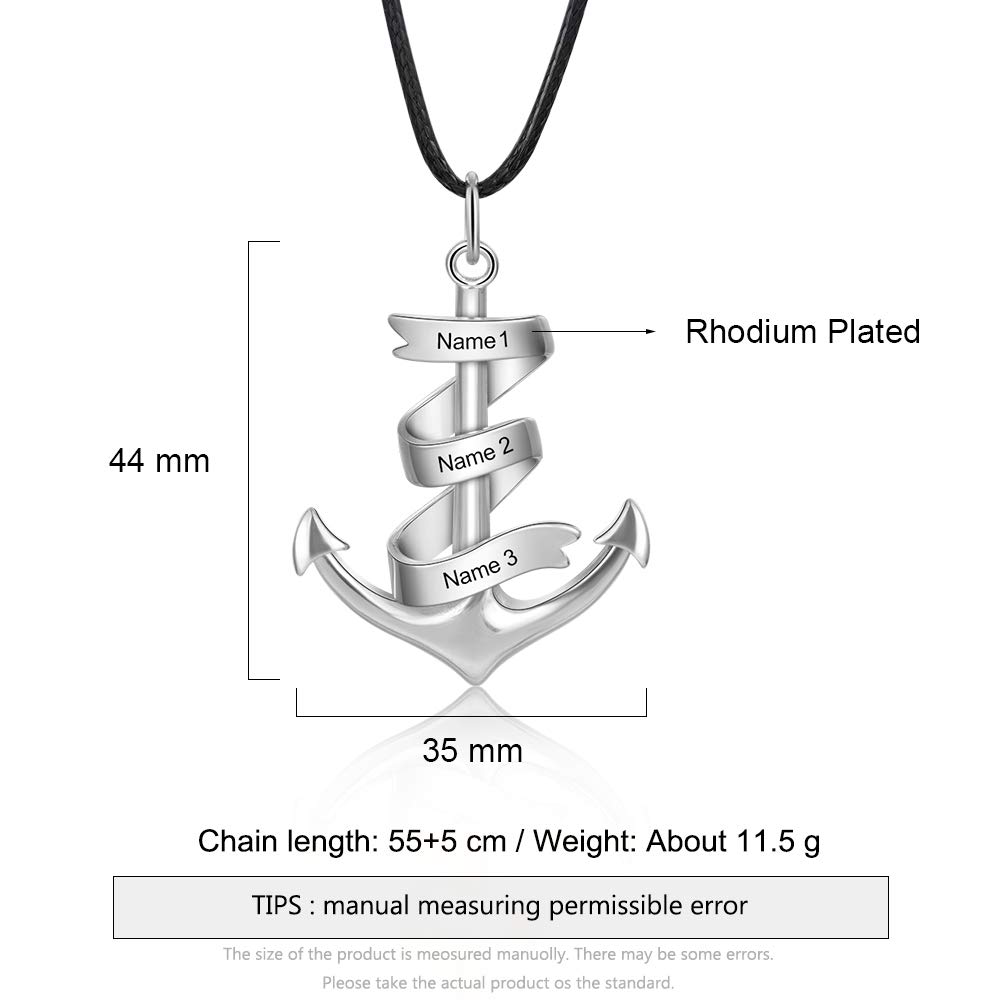 Rhodium Plated
Name 1
Name 2
44 mm
Name 3
35 mm
Chain length: 55+5 cm / Weight: About 11.5 g
TIPS : manual measuring permissible error
The size of the product is meosured manuolly. There may be some errors.
Pleose take the actual product os the standard.